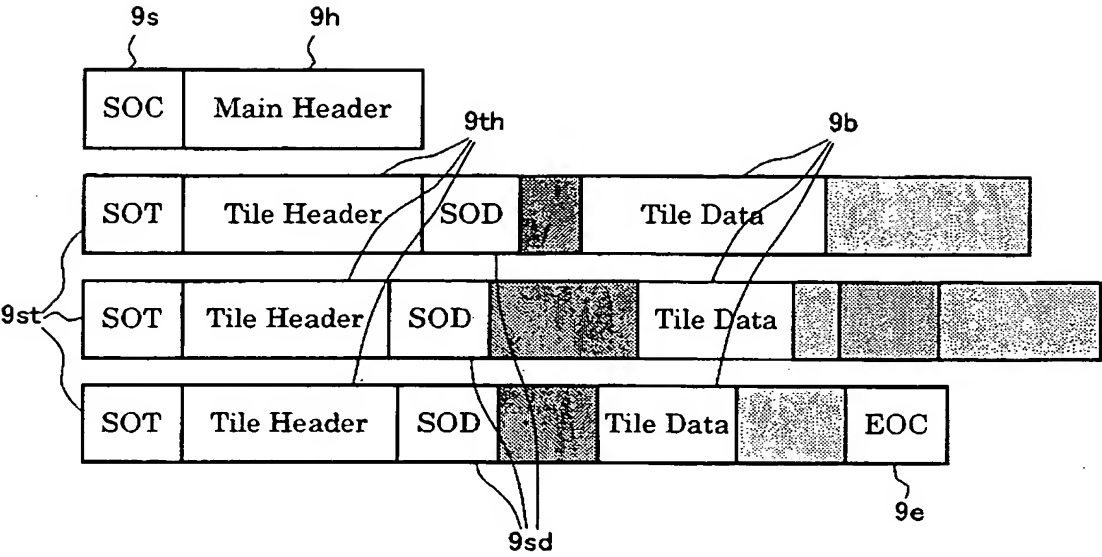 9s 9h
SOC Main Header
9th 9b
SOT Tile Header SOD Tile Data
9st SOT Tile Header SOD Tile Data
SOT Tile Header SOD Tile Data EOC
9e
9sd